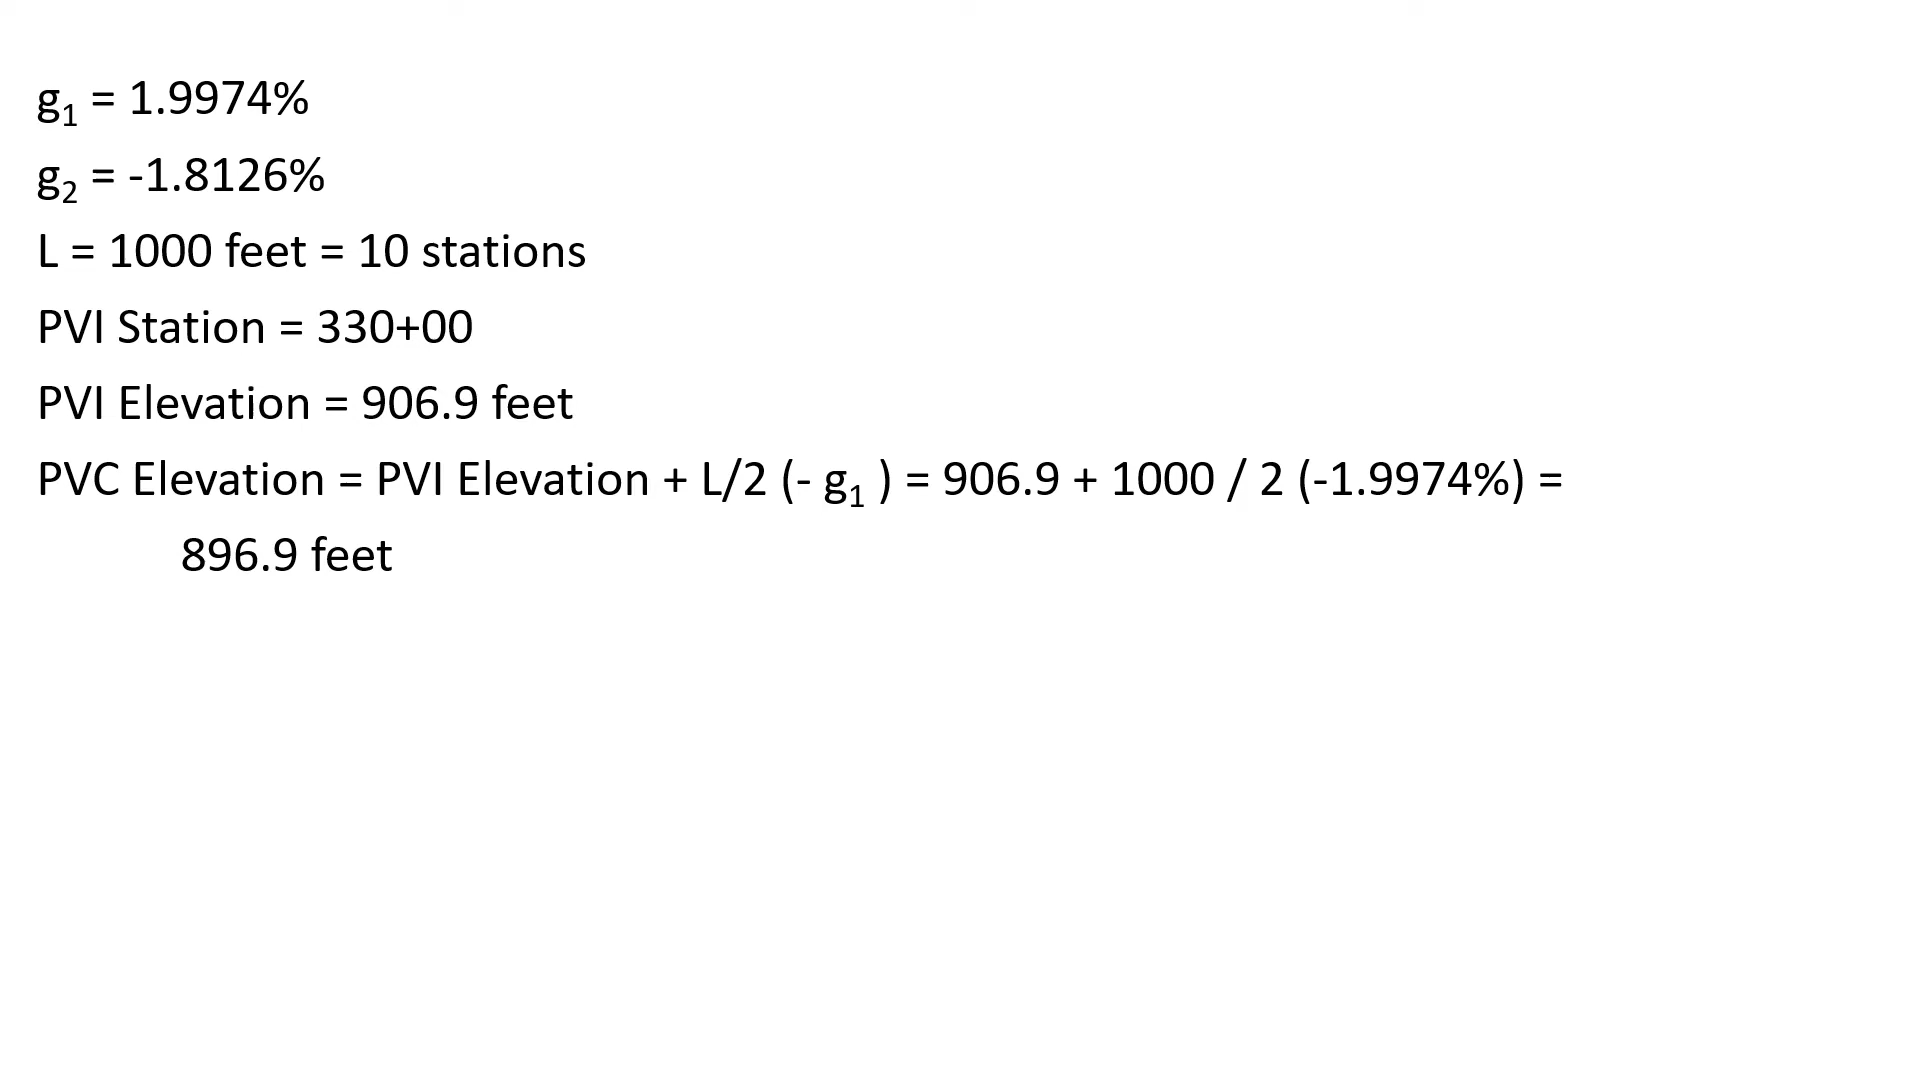 g₁ = 1.9974%
g₂ = -1.8126%
L = 1000 feet = 10 stations
PVI Station = 330+00
PVI Elevation = 906.9 feet
PVC Elevation = PVI Elevation + L/2 (- g₁ ) = 906.9 + 1000 / 2 (-1.9974%) =
896.9 feet